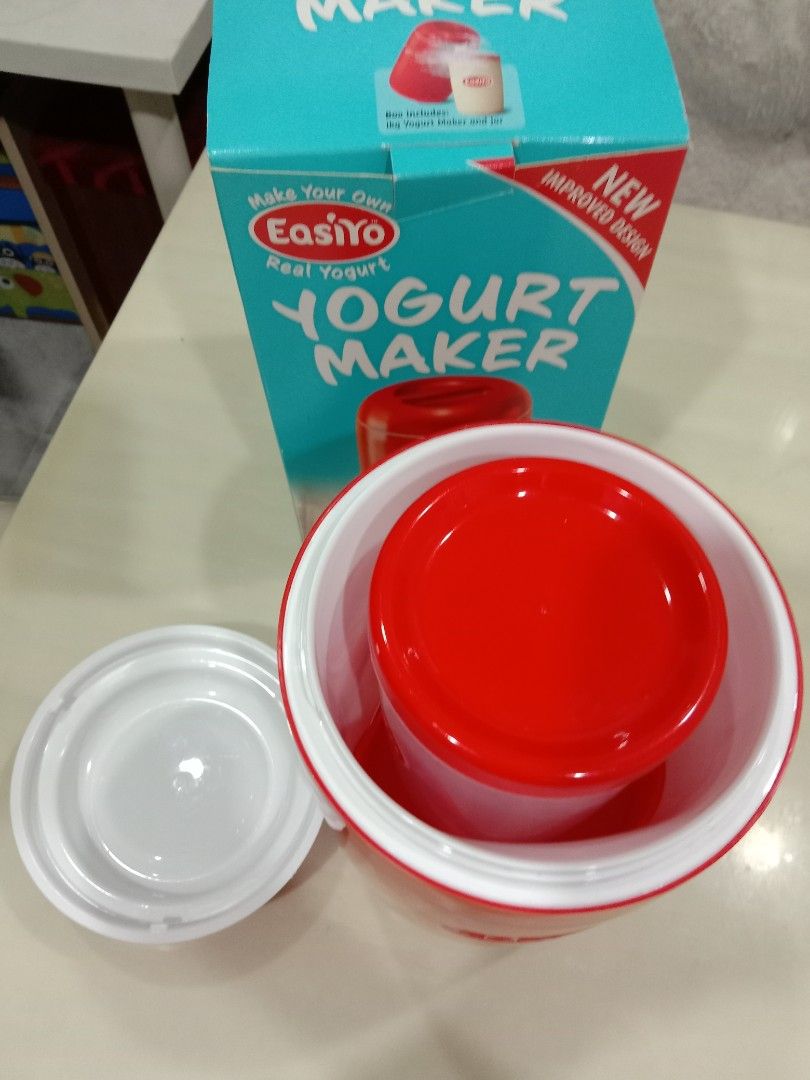 MAKER
EasiYo
Box includes:
1kg Yogurt Maker and jar
NEW
IMPROVED DESIGN
Make Your Own
EasiYo™
Real Yogurt
YOGURT
MAKER